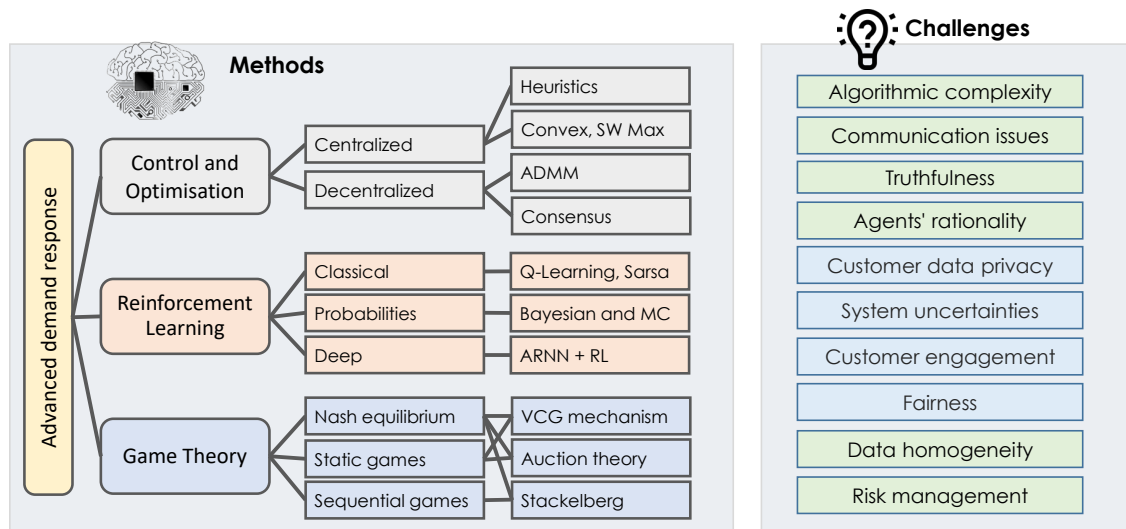 Methods
Challenges
Advanced demand response
Control and
Optimisation
Centralized
Decentralized
Heuristics
Convex, SW Max
ADMM
Consensus
Reinforcement
Learning
Classical
Probabilities
Deep
Q-Learning, Sarsa
Bayesian and MC
ARNN + RL
Game Theory
Nash equilibrium
Static games
Sequential games
VCG mechanism
Auction theory
Stackelberg
Algorithmic complexity
Communication issues
Truthfulness
Agents' rationality
Customer data privacy
System uncertainties
Customer engagement
Fairness
Data homogeneity
Risk management